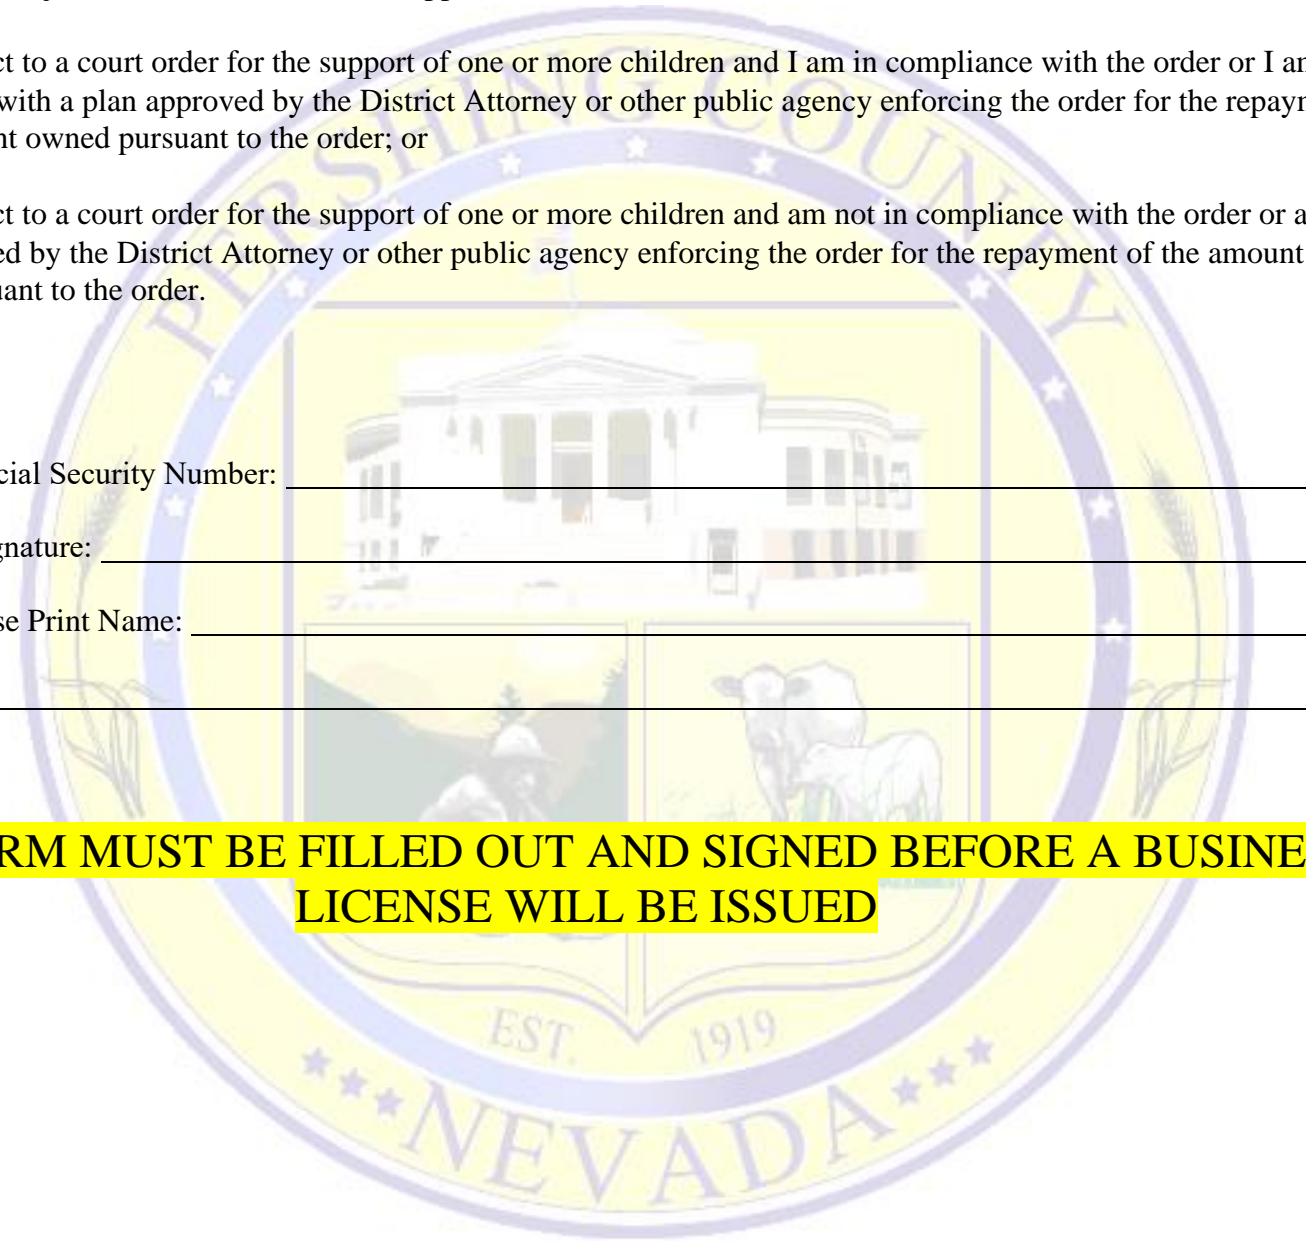 ct to a court order for the support of one or more children and I am in compliance with the order or I am
with a plan approved by the District Attorney or other public agency enforcing the order for the repaym
nt owned pursuant to the order; or
ct to a court order for the support of one or more children and am not in compliance with the order or a
ed by the District Attorney or other public agency enforcing the order for the repayment of the amount
uant to the order.
cial Security Number:
gnature:
se Print Name:
RM MUST BE FILLED OUT AND SIGNED BEFORE A BUSINE
LICENSE WILL BE ISSUED
PERSHING COUNTY
EST. 1919
NEVADA